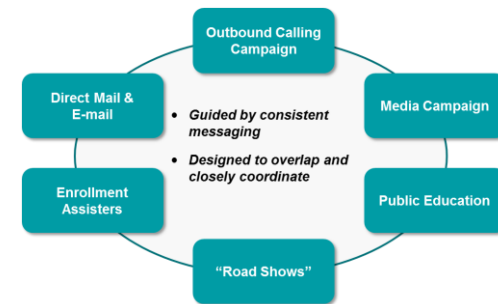 Outbound Calling
Campaign
Direct Mail &
E-mail
Media Campaign
• Guided by consistent
messaging
• Designed to overlap and
closely coordinate
Enrollment
Assisters
Public Education
“Road Shows”